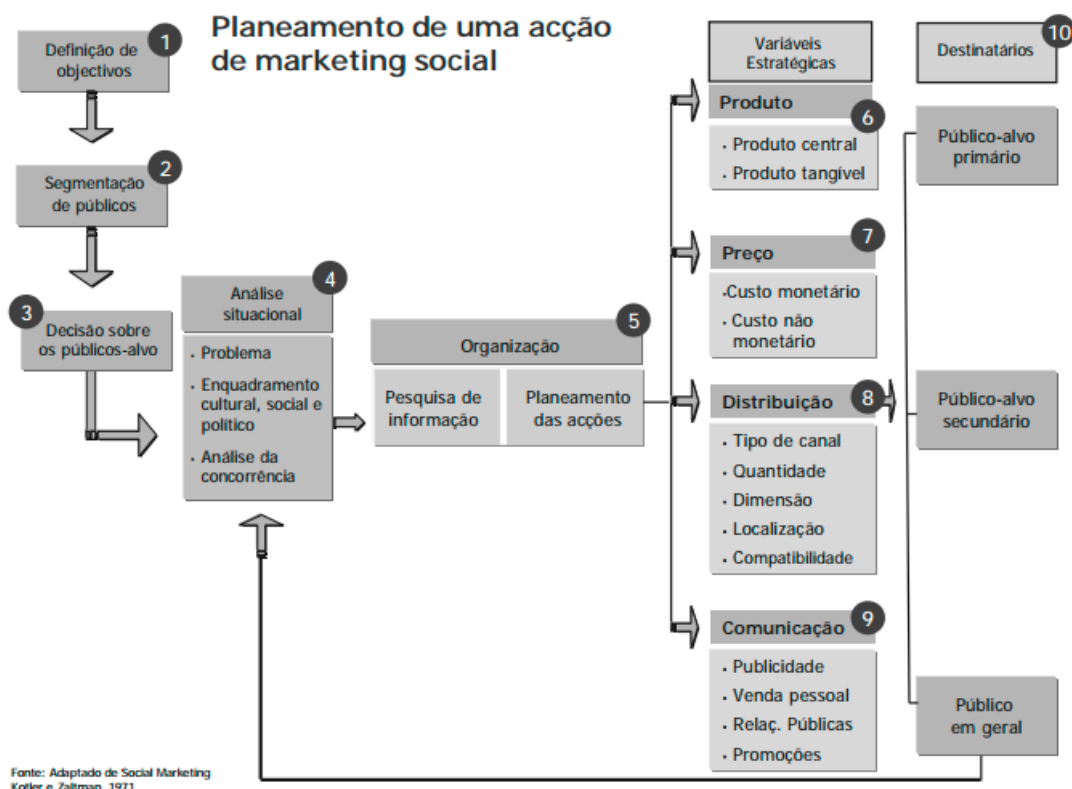 Planeamento de uma acção
de marketing social
1
Definição de
objectivos
2
Segmentação
de públicos
3
Decisão sobre
os públicos-alvo
4
Análise
situacional
· Problema
· Enquadramento
cultural, social e
político
· Análise da
concorrência
5
Organização
Pesquisa de
informação
Planeamento
das acções
Variáveis
Estratégicas
Produto
6
· Produto central
· Produto tangível
7
Preço
·Custo monetário
· Custo não
monetário
Distribuição
8
· Tipo de canal
· Quantidade
· Dimensão
· Localização
· Compatibilidade
Comunicação
9
· Publicidade
· Venda pessoal
· Relaç. Públicas
· Promoções
10
Destinatários
Público-alvo
primário
Público-alvo
secundário
Público
em geral
Fonte: Adaptado de Social Marketing
Kotler e Zaltman, 1971